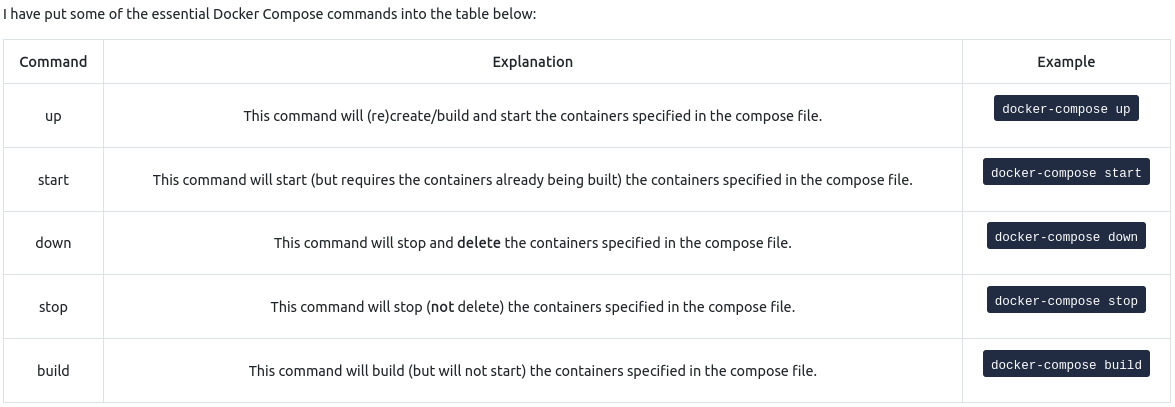 I have put some of the essential Docker Compose commands into the table below:
Command Explanation Example
up This command will (re)create/build and start the containers specified in the compose file. docker-compose up
start This command will start (but requires the containers already being built) the containers specified in the compose file. docker-compose start
down This command will stop and delete the containers specified in the compose file. docker-compose down
stop This command will stop (not delete) the containers specified in the compose file. docker-compose stop
build This command will build (but will not start) the containers specified in the compose file. docker-compose build